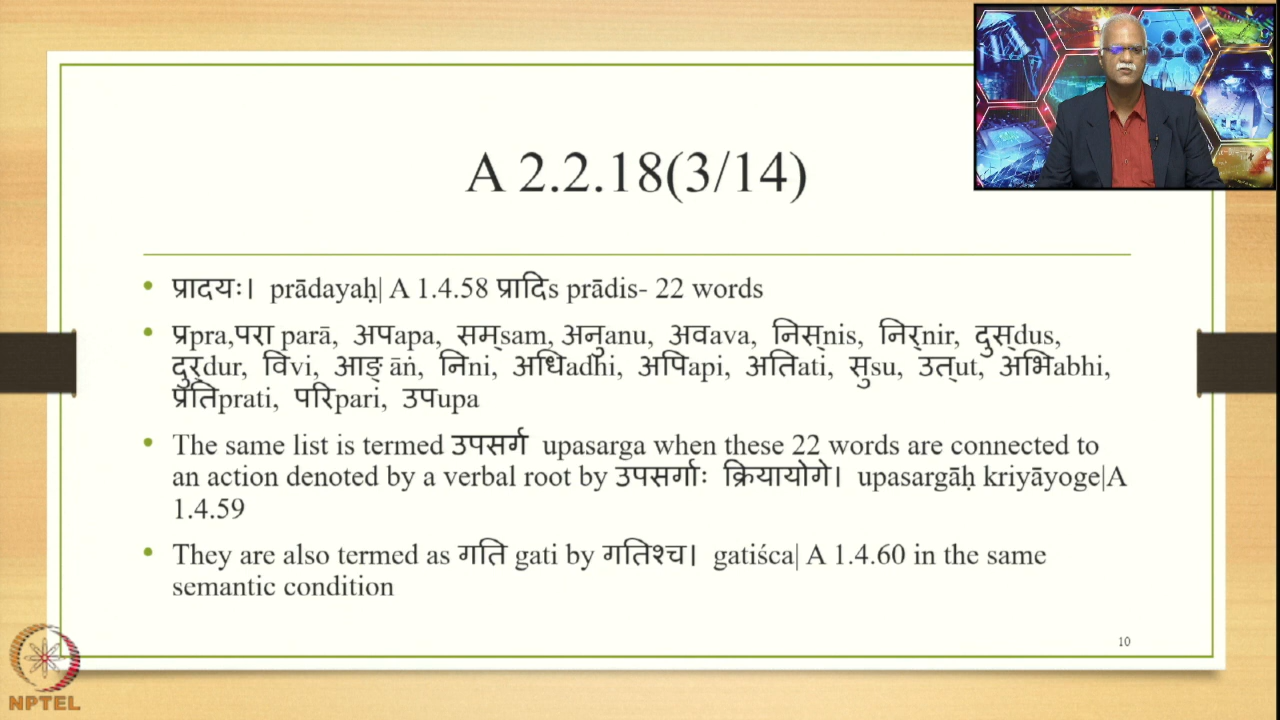 A 2.2.18(3/14)
प्रादयः। prādayaḥ| A 1.4.58 प्रादिs prādis- 22 words
प्रpra,परा parā, अपapa, सम्sam, अनुanu, अवava, निस्nis, निर्nir, दुस्dus,
दुर्dur, विvi, आङ् āṅ, निni, अधिadhi, अपिapi, अतिati, सुsu, उत्ut, अभिabhi,
प्रतिprati, परिpari, उपupa
The same list is termed उपसर्ग upasarga when these 22 words are connected to
an action denoted by a verbal root by उपसर्गाः क्रियायोगे। upasargāḥ kriyāyoge|A
1.4.59
They are also termed as गति gati by गतिश्च। gatiśca| A 1.4.60 in the same
semantic condition
10
NPTEL